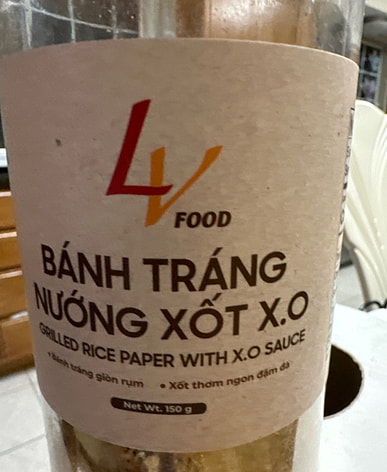 LV
FOOD
BÁNH TRÁNG
NƯỚNG XỐT X.O
GRILLED RICE PAPER WITH X.O SAUCE
• Bánh tráng giòn rụm • Xốt thơm ngon đậm đà
Net Wt. 150 g